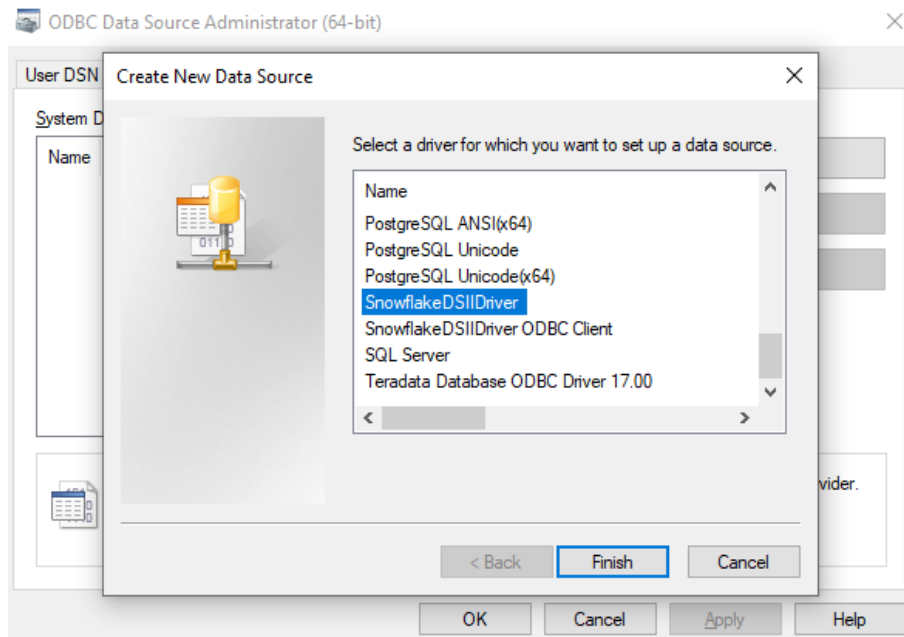 ODBC Data Source Administrator (64-bit)
User DSN
Create New Data Source
System D
Name
Select a driver for which you want to set up a data source.
Name
PostgreSQL ANSI(x64)
PostgreSQL Unicode
PostgreSQL Unicode(x64)
SnowflakeDSIIDriver
SnowflakeDSIIDriver ODBC Client
SQL Server
Teradata Database ODBC Driver 17.00
vider.
< Back
Finish
Cancel
OK
Cancel
Apply
Help